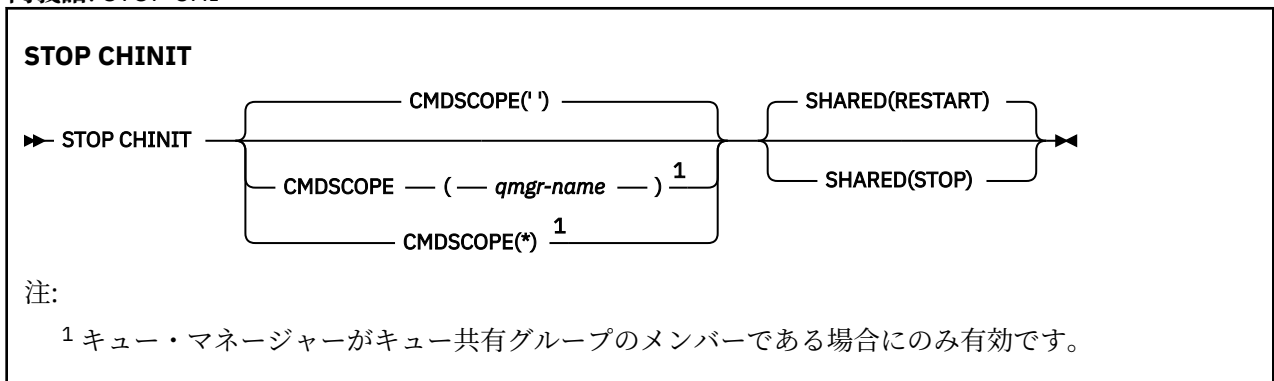 STOP CHINIT
CMDSCOPE(' ')
SHARED(RESTART)
STOP CHINIT
CMDSCOPE ( qmgr-name ) 1
SHARED(STOP)
CMDSCOPE(*) 1
注:
1 キュー・マネージャーがキュー共有グループのメンバーである場合にのみ有効です。